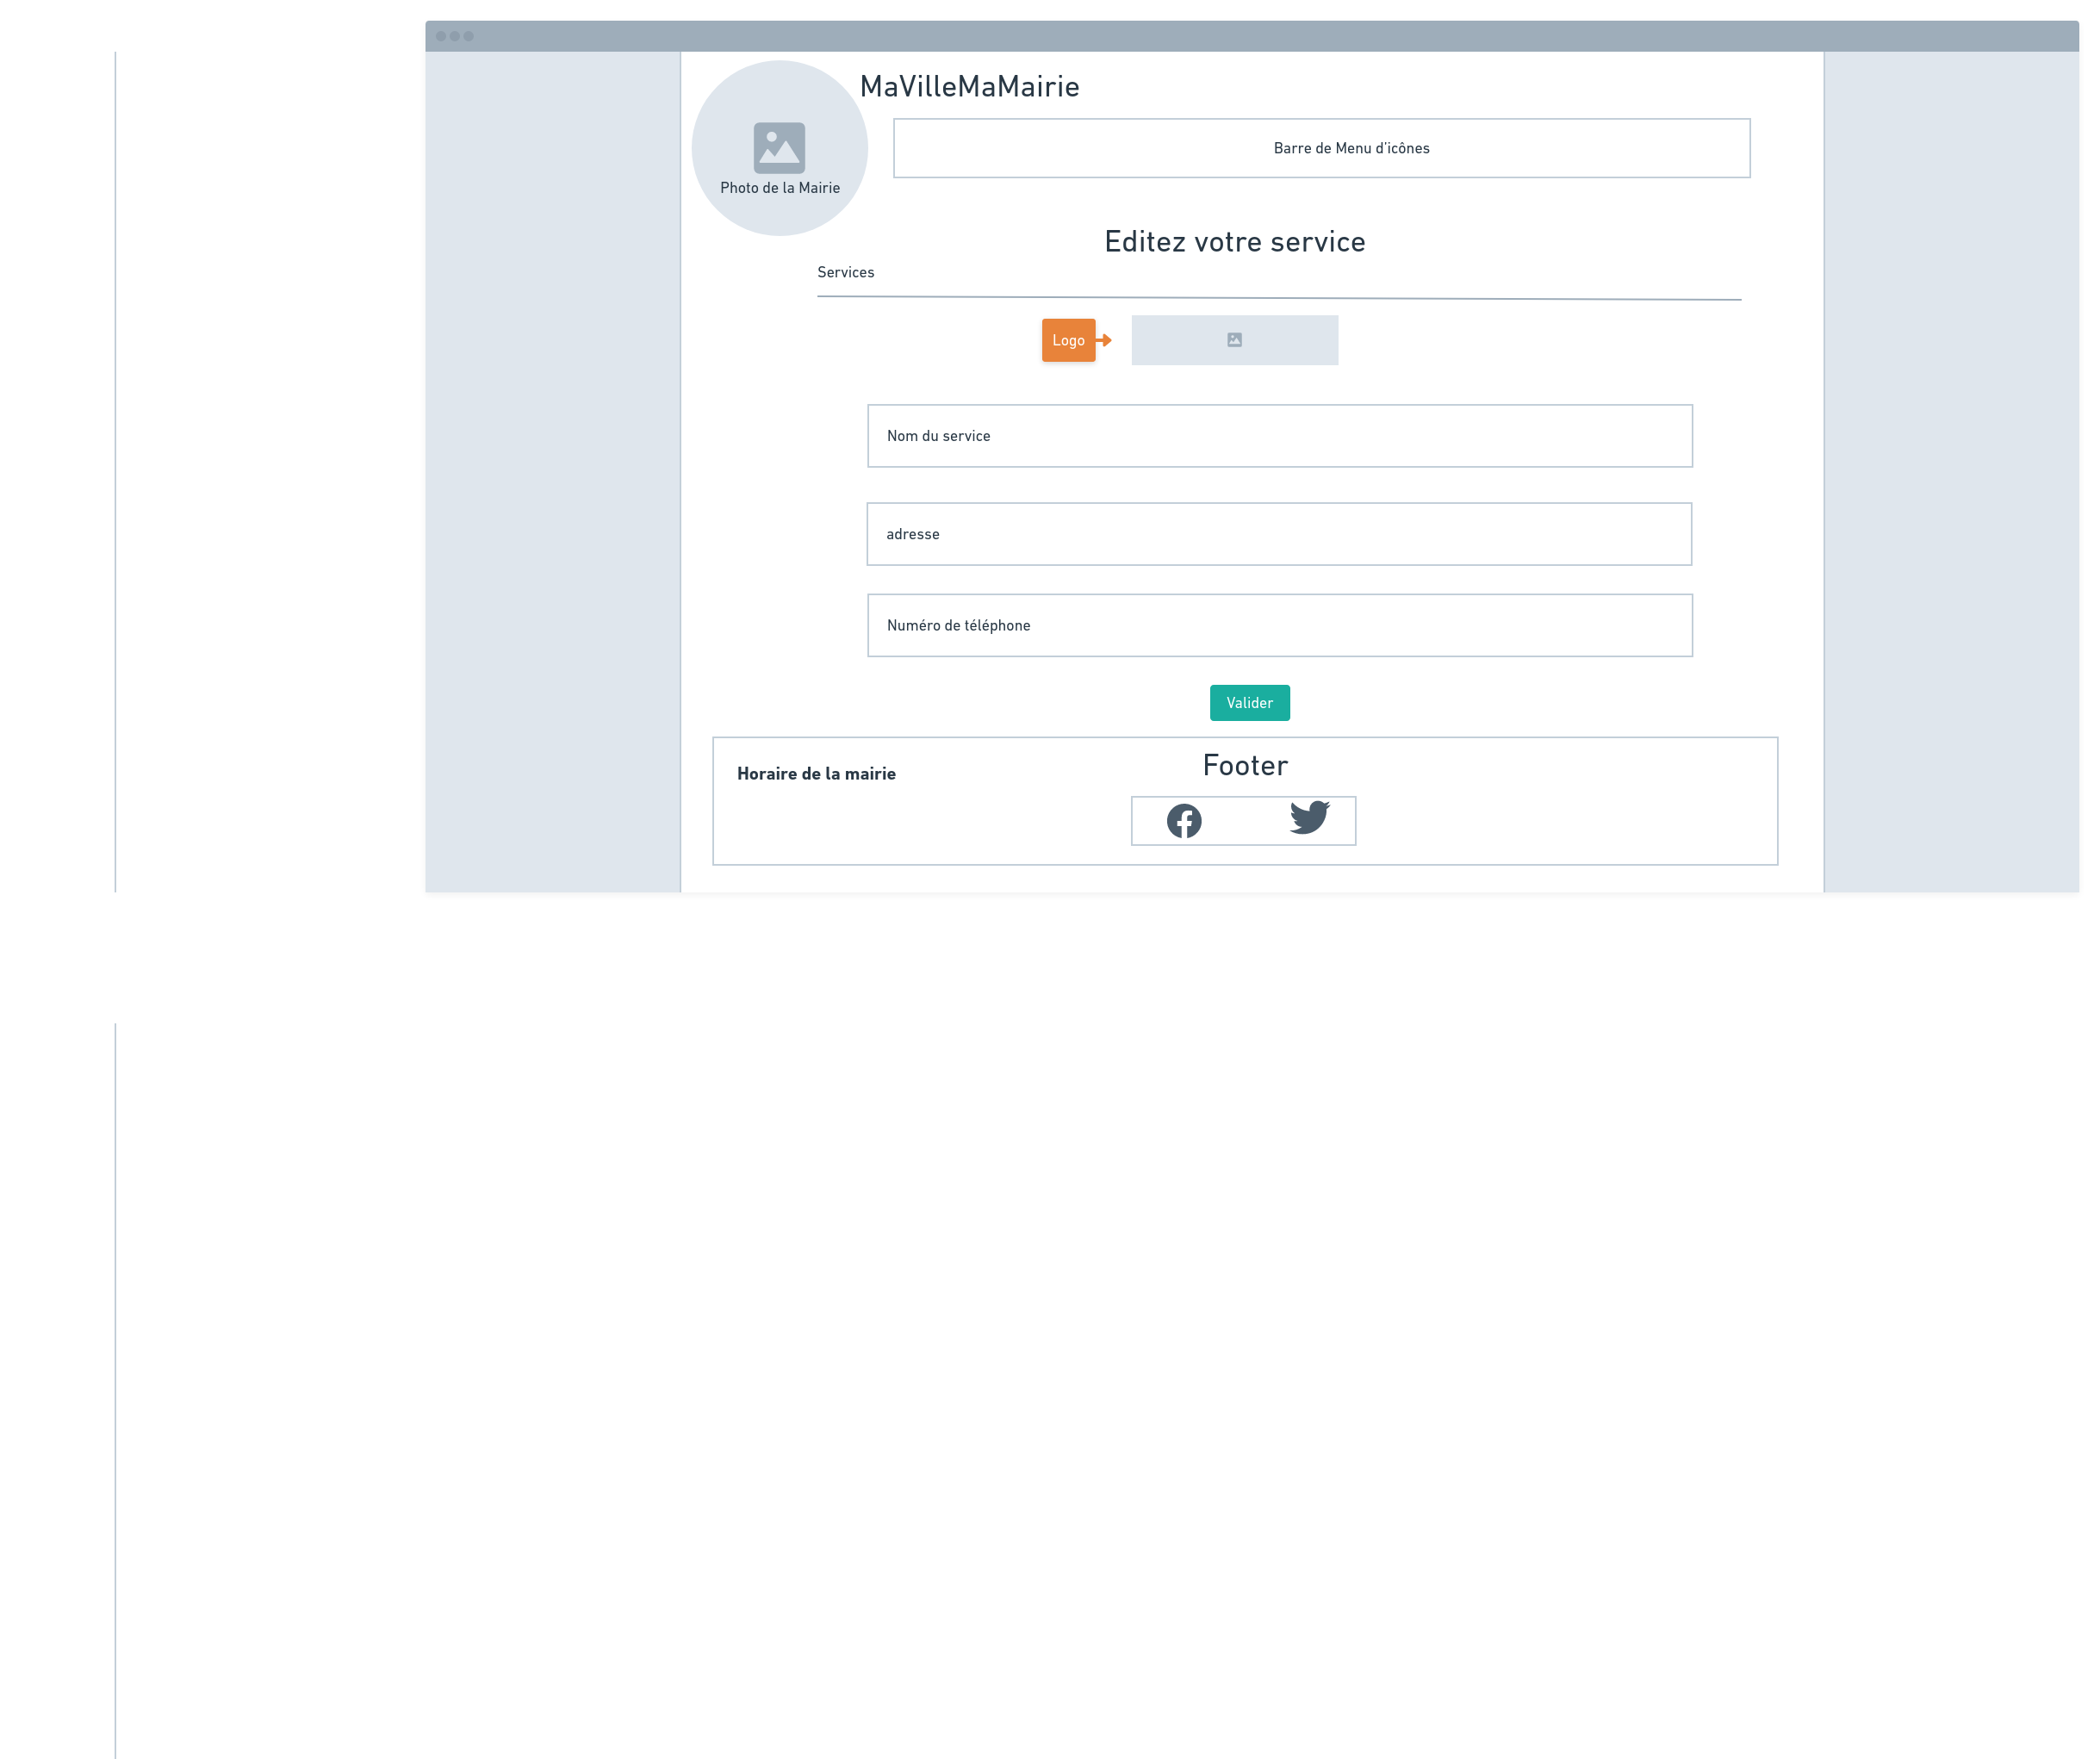 MaVilleMaMairie
Barre de Menu d'icônes
Photo de la Mairie
Editez votre service
Services
Logo
Nom du service
adresse
Numéro de téléphone
Valider
Footer
Horaire de la mairie